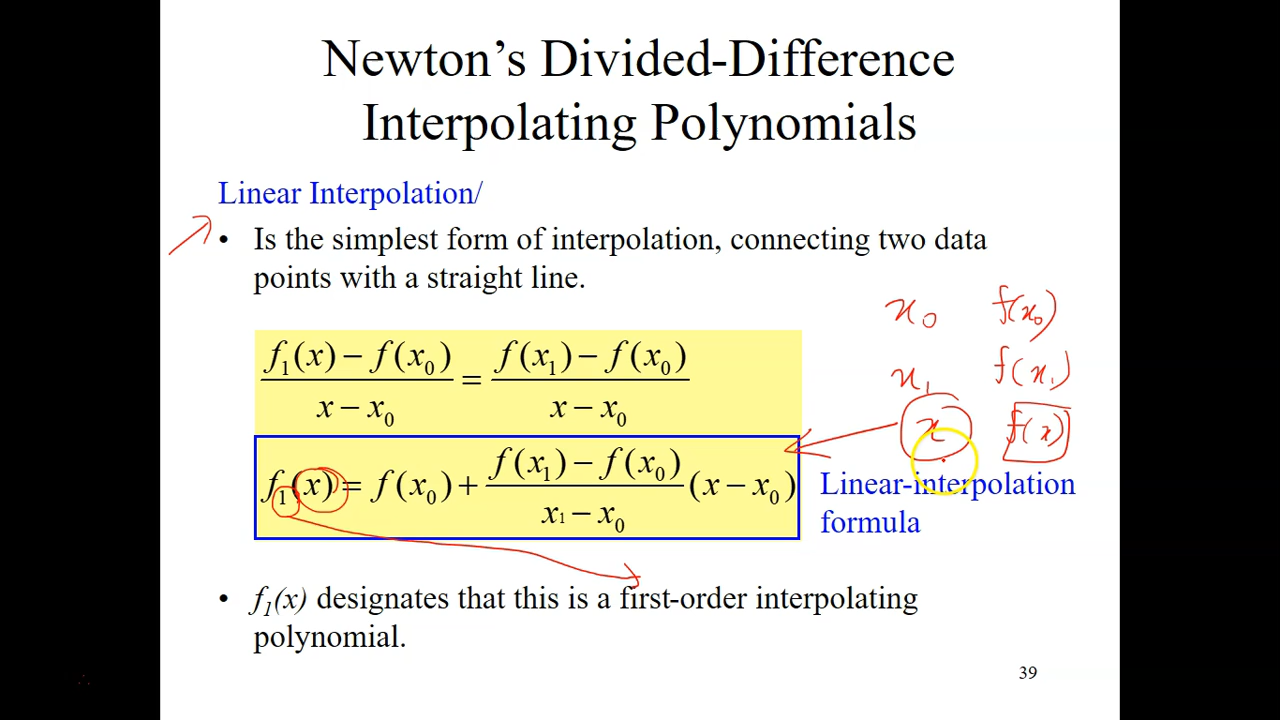 Newton’s Divided-Difference
Interpolating Polynomials
Linear Interpolation/
• Is the simplest form of interpolation, connecting two data
points with a straight line.
x₀ f(x₀)
(f₁(x) − f(x₀))/(x − x₀) = (f(x₁) − f(x₀))/(x − x₀)
x₁ f(x₁)
x f(x)
f₁(x) = f(x₀) + (f(x₁) − f(x₀))/(x₁ − x₀) (x − x₀)
Linear-interpolation
formula
• f₁(x) designates that this is a first-order interpolating
polynomial.
39